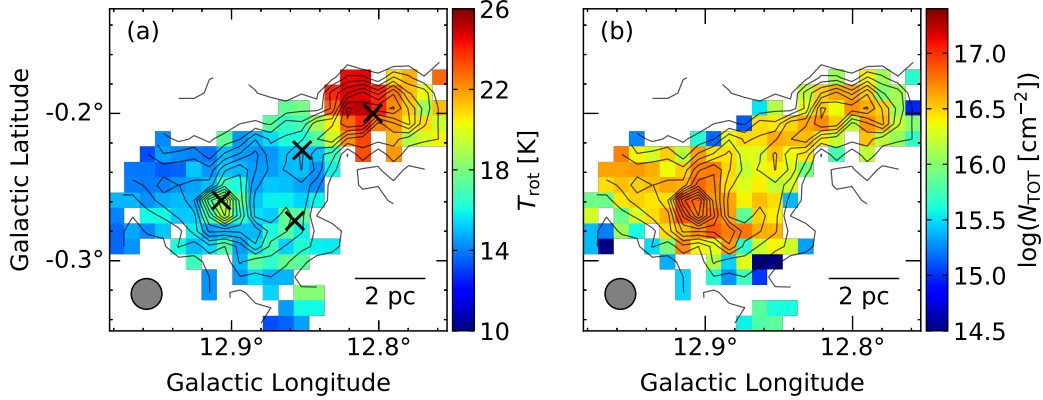 (a)
26
22
18
14
10
T_rot [K]
-0.2°
-0.3°
Galactic Latitude
2 pc
12.9°
12.8°
Galactic Longitude
(b)
17.0
16.5
16.0
15.5
15.0
14.5
log(N_TOT [cm⁻²])
2 pc
12.9°
12.8°
Galactic Longitude